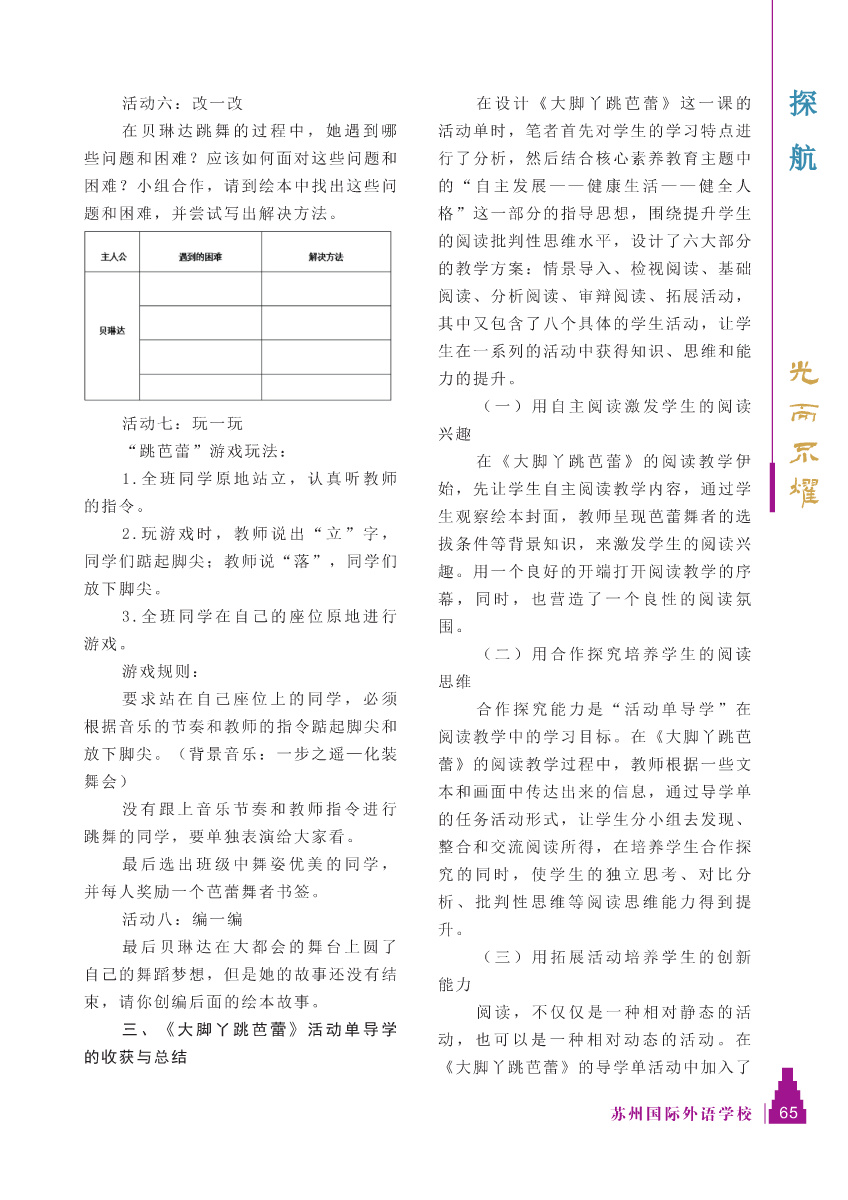 活动六：改一改
在贝琳达跳舞的过程中，她遇到哪
些问题和困难？应该如何面对这些问题和
困难？小组合作，请到绘本中找出这些问
题和困难，并尝试写出解决方法。
主人公 遇到的困难 解决方法
贝琳达
活动七：玩一玩
“跳芭蕾”游戏玩法：
1.全班同学原地站立，认真听教师
的指令。
2.玩游戏时，教师说出“立”字，
同学们踮起脚尖；教师说“落”，同学们
放下脚尖。
3.全班同学在自己的座位原地进行
游戏。
游戏规则：
要求站在自己座位上的同学，必须
根据音乐的节奏和教师的指令踮起脚尖和
放下脚尖。（背景音乐：一步之遥—化装
舞会）
没有跟上音乐节奏和教师指令进行
跳舞的同学，要单独表演给大家看。
最后选出班级中舞姿优美的同学，
并每人奖励一个芭蕾舞者书签。
活动八：编一编
最后贝琳达在大都会的舞台上圆了
自己的舞蹈梦想，但是她的故事还没有结
束，请你创编后面的绘本故事。
三、《大脚丫跳芭蕾》活动单导学
的收获与总结
在设计《大脚丫跳芭蕾》这一课的
活动单时，笔者首先对学生的学习特点进
行了分析，然后结合核心素养教育主题中
的“自主发展——健康生活——健全人
格”这一部分的指导思想，围绕提升学生
的阅读批判性思维水平，设计了六大部分
的教学方案：情景导入、检视阅读、基础
阅读、分析阅读、审辩阅读、拓展活动，
其中又包含了八个具体的学生活动，让学
生在一系列的活动中获得知识、思维和能
力的提升。
（一）用自主阅读激发学生的阅读
兴趣
在《大脚丫跳芭蕾》的阅读教学伊
始，先让学生自主阅读教学内容，通过学
生观察绘本封面，教师呈现芭蕾舞者的选
拔条件等背景知识，来激发学生的阅读兴
趣。用一个良好的开端打开阅读教学的序
幕，同时，也营造了一个良性的阅读氛
围。
（二）用合作探究培养学生的阅读
思维
合作探究能力是“活动单导学”在
阅读教学中的学习目标。在《大脚丫跳芭
蕾》的阅读教学过程中，教师根据一些文
本和画面中传达出来的信息，通过导学单
的任务活动形式，让学生分小组去发现、
整合和交流阅读所得，在培养学生合作探
究的同时，使学生的独立思考、对比分
析、批判性思维等阅读思维能力得到提
升。
（三）用拓展活动培养学生的创新
能力
阅读，不仅仅是一种相对静态的活
动，也可以是一种相对动态的活动。在
《大脚丫跳芭蕾》的导学单活动中加入了
探航
光而不耀
苏州国际外语学校 65